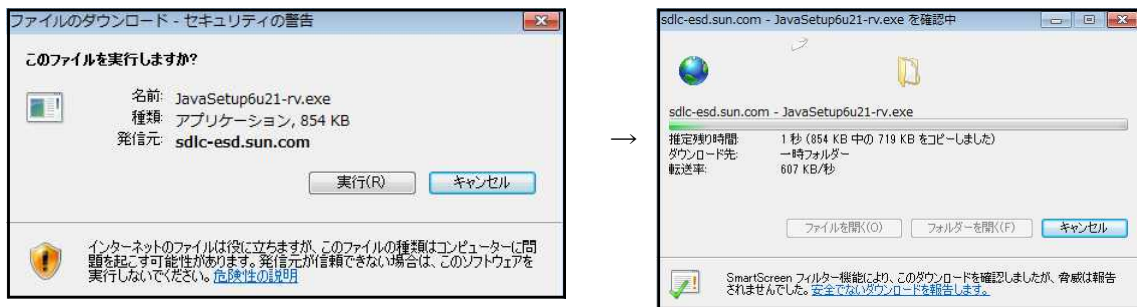 ファイルのダウンロード - セキュリティの警告
このファイルを実行しますか?
名前: JavaSetup6u21-rv.exe
種類: アプリケーション, 854 KB
発信元: sdlc-esd.sun.com
実行(R)
キャンセル
インターネットのファイルは役に立ちますが、このファイルの種類はコンピューターに問
題を起こす可能性があります。発信元が信頼できない場合は、このソフトウェアを
実行しないでください。危険性の説明
→
sdlc-esd.sun.com - JavaSetup6u21-rv.exe を確認中
sdlc-esd.sun.com - JavaSetup6u21-rv.exe
推定残り時間: 1 秒 (854 KB 中の 719 KB をコピーしました)
ダウンロード先: 一時フォルダー
転送率: 607 KB/秒
ファイルを開く(O)
フォルダーを開く(F)
キャンセル
SmartScreen フィルター機能により、このダウンロードを確認しましたが、脅威は報告
されませんでした。安全でないダウンロードを報告します。